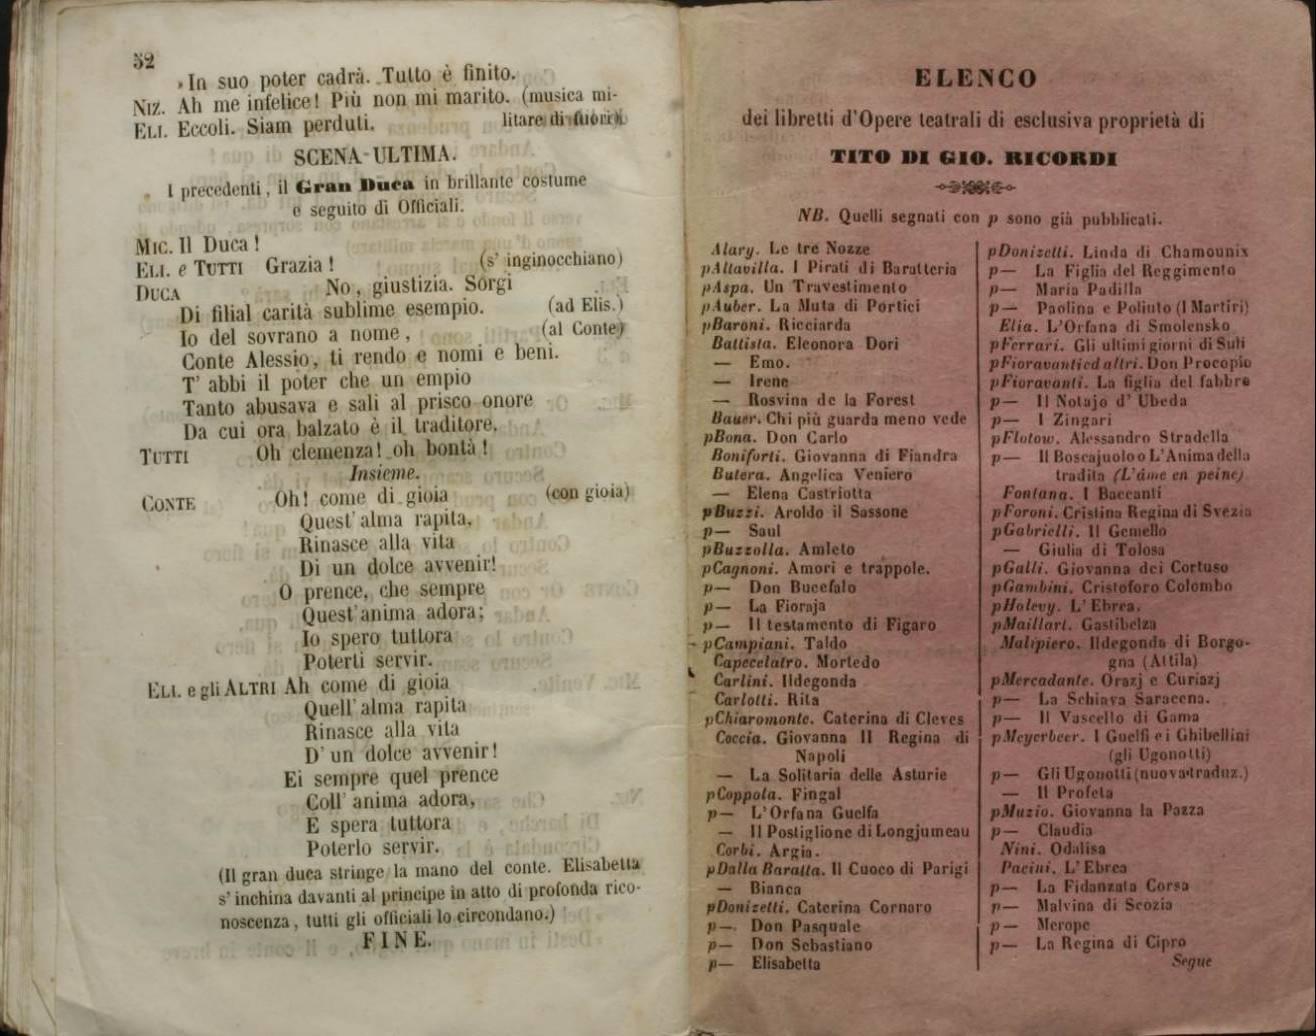 52
In suo poter cadrà. Tutto è finito.
Niz. Ah me infelice! Più non mi marito. (musica mi-
Eli. Eccoli. Siam perduti. litare di fuori).
SCENA ULTIMA.
I precedenti, il Gran Duca in brillante costume
e seguito di Officiali.
Mic. Il Duca!
Eli. e Tutti Grazia! (s' inginocchiano)
Duca No, giustizia. Sorgi
Di filial carità sublime esempio. (ad Elis.)
Io del sovrano a nome, (al Conte)
Conte Alessio, ti rendo e nomi e beni.
T' abbi il poter che un empio
Tanto abusava e sali al prisco onore
Da cui ora balzato è il traditore.
Tutti Oh clemenza! oh bontà!
Insieme.
Conte Oh! come di gioia (con gioia)
Quest' alma rapita,
Rinasce alla vita
Di un dolce avvenir!
O prence, che sempre
Quest' anima adora;
Io spero tuttora
Poterti servir.
Eli. e gli Altri Ah come di gioia
Quell' alma rapita
Rinasce alla vita
D' un dolce avvenir!
Ei sempre quel prence
Coll' anima adora,
E spera tuttora
Poterlo servir.
(Il gran duca stringe la mano del conte. Elisabetta
s' inchina davanti al principe in atto di profonda rico-
noscenza, tutti gli officiali lo circondano.)
FINE.
ELENCO
dei libretti d'Opere teatrali di esclusiva proprietà di
TITO DI GIO. RICORDI
NB. Quelli segnati con p sono già pubblicati.
Alary. Le tre Nozze
pAltavilla. I Pirati di Baratteria
pAspa. Un Travestimento
pAuber. La Muta di Portici
pBaroni. Ricciarda
Battista. Eleonora Dori
— Emo.
— Irene
— Rosvina de la Forest
Bauer. Chi più guarda meno vede
pBona. Don Carlo
Boniforti. Giovanna di Fiandra
Butera. Angelica Veniero
— Elena Castriotta
pBuzzi. Aroldo il Sassone
p— Saul
pBuzzolla. Amleto
pCagnoni. Amori e trappole.
p— Don Bucefalo
p— La Fioraja
p— Il testamento di Figaro
pCampiani. Taldo
Capecelatro. Mortedo
Carlini. Ildegonda
Carlotti. Rita
pChiaromonte. Caterina di Cleves
Coccia. Giovanna II Regina di
Napoli
— La Solitaria delle Asturie
pCoppola. Fingal
p— L'Orfana Guelfa
— Il Postiglione di Longjumeau
Corbi. Argia.
pDalla Baratta. Il Cuoco di Parigi
— Bianca
pDonizetti. Caterina Cornaro
p— Don Pasquale
p— Don Sebastiano
p— Elisabetta
pDonizetti. Linda di Chamounix
p— La Figlia del Reggimento
p— Maria Padilla
p— Paolina e Poliuto (I Martiri)
Elia. L'Orfana di Smolensko
pFerrari. Gli ultimi giorni di Suli
pFioravanti ed altri. Don Procopio
pFioravanti. La figlia del fabbro
p— Il Notajo d' Ubeda
p— I Zingari
pFlotow. Alessandro Stradella
p— Il Boscajuolo o L'Anima della
tradita (L'âme en peine)
Fontana. I Baccanti
pForoni. Cristina Regina di Svezia
pGabrielli. Il Gemello
— Giulia di Tolosa
pGalli. Giovanna dei Cortuso
pGambini. Cristoforo Colombo
pHalevy. L' Ebrea.
pMaillart. Gastibelza
Malipiero. Ildegonda di Borgo-
gna (Attila)
pMercadante. Orazj e Curiazj
p— La Schiava Saracena.
p— Il Vascello di Gama
pMeyerbeer. I Guelfi e i Ghibellini
(gli Ugonotti)
p— Gli Ugonotti (nuova traduz.)
— Il Profeta
pMuzio. Giovanna la Pazza
p— Claudia
Nini. Odalisa
Pacini. L' Ebrea
p— La Fidanzata Corsa
p— Malvina di Scozia
p— Merope
p— La Regina di Cipro
Segue